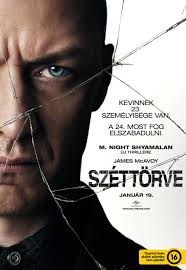 KEVINNEK
23
SZEMÉLYISÉGE VAN.
A 24. MOST FOG
ELSZABADULNI.
M. NIGHT SHYAMALAN
ÚJ THRILLERE
JAMES McAVOY
SZÉTTÖRVE
JANUÁR 19.
16